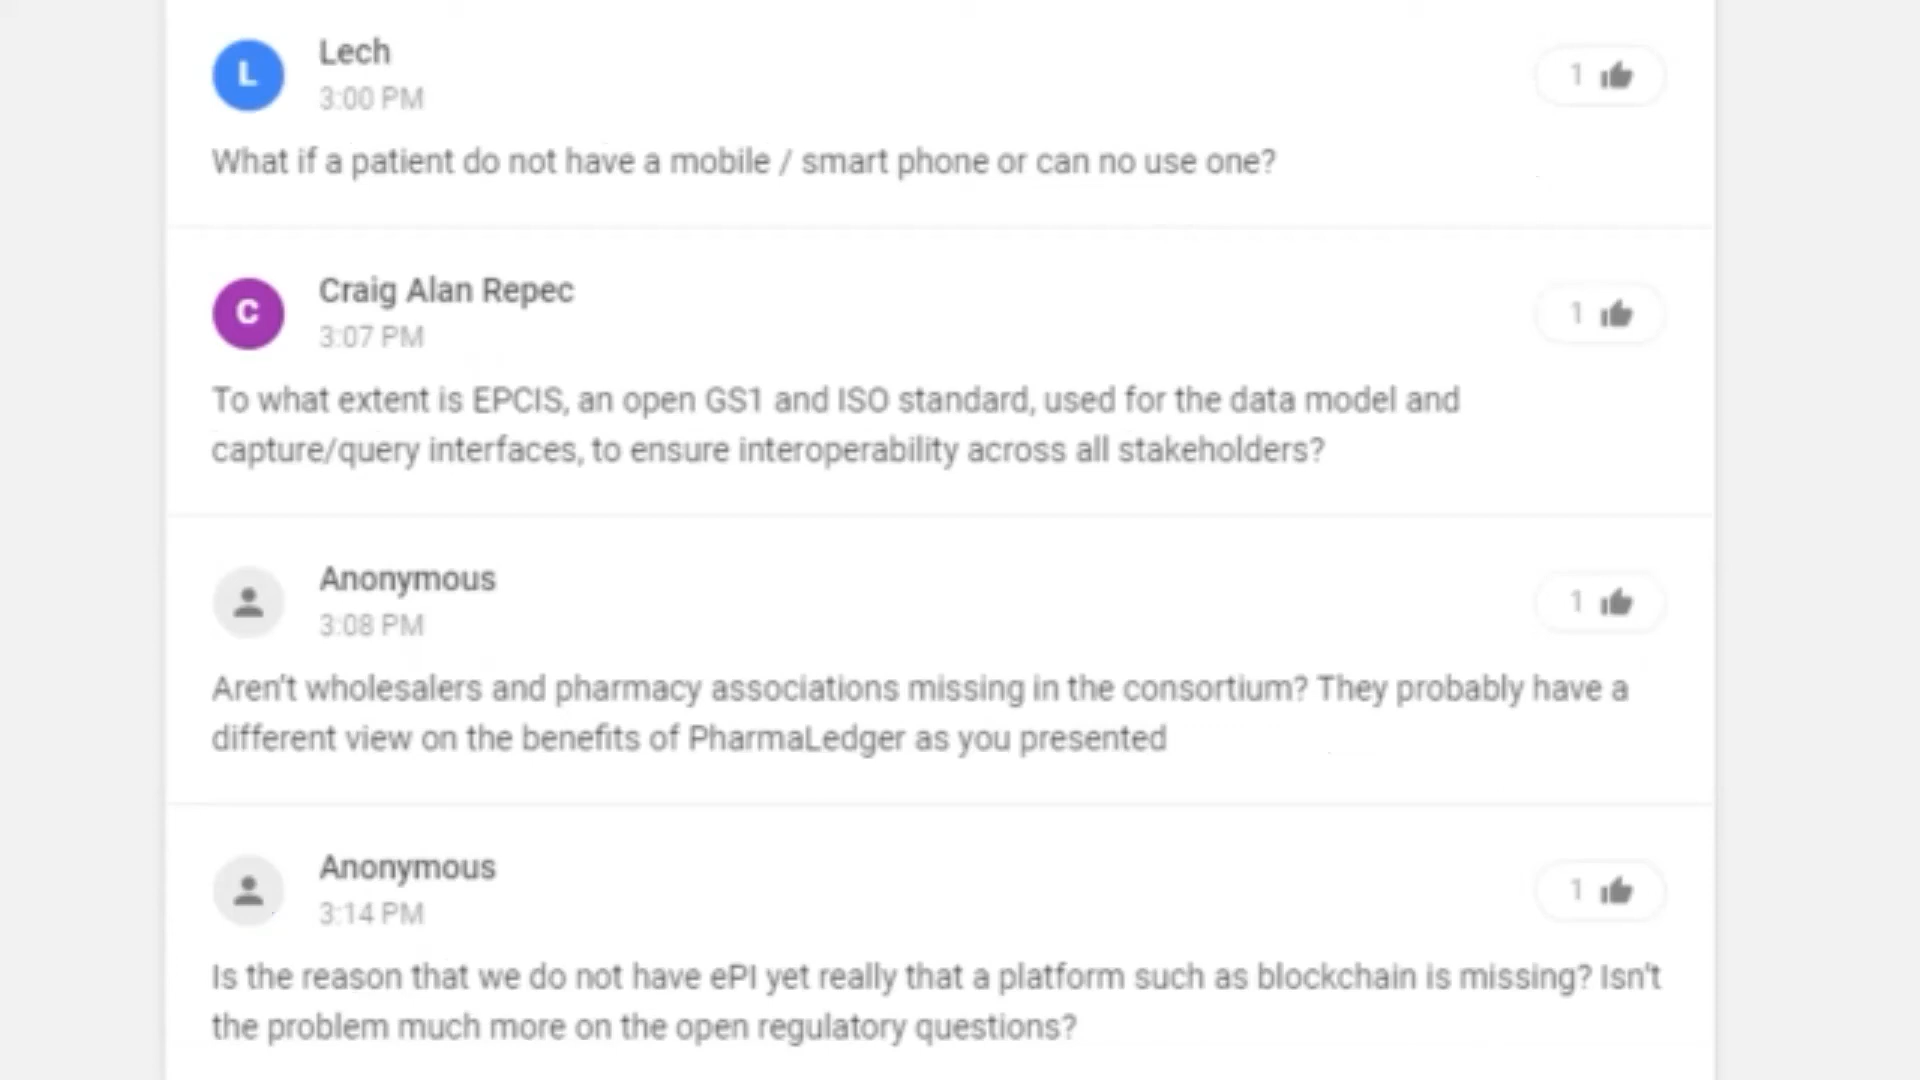 L
Lech
3:00 PM
1
What if a patient do not have a mobile / smart phone or can no use one?
C
Craig Alan Repec
3:07 PM
1
To what extent is EPCIS, an open GS1 and ISO standard, used for the data model and
capture/query interfaces, to ensure interoperability across all stakeholders?
Anonymous
3:08 PM
1
Aren't wholesalers and pharmacy associations missing in the consortium? They probably have a
different view on the benefits of PharmaLedger as you presented
Anonymous
3:14 PM
1
Is the reason that we do not have ePI yet really that a platform such as blockchain is missing? Isn't
the problem much more on the open regulatory questions?